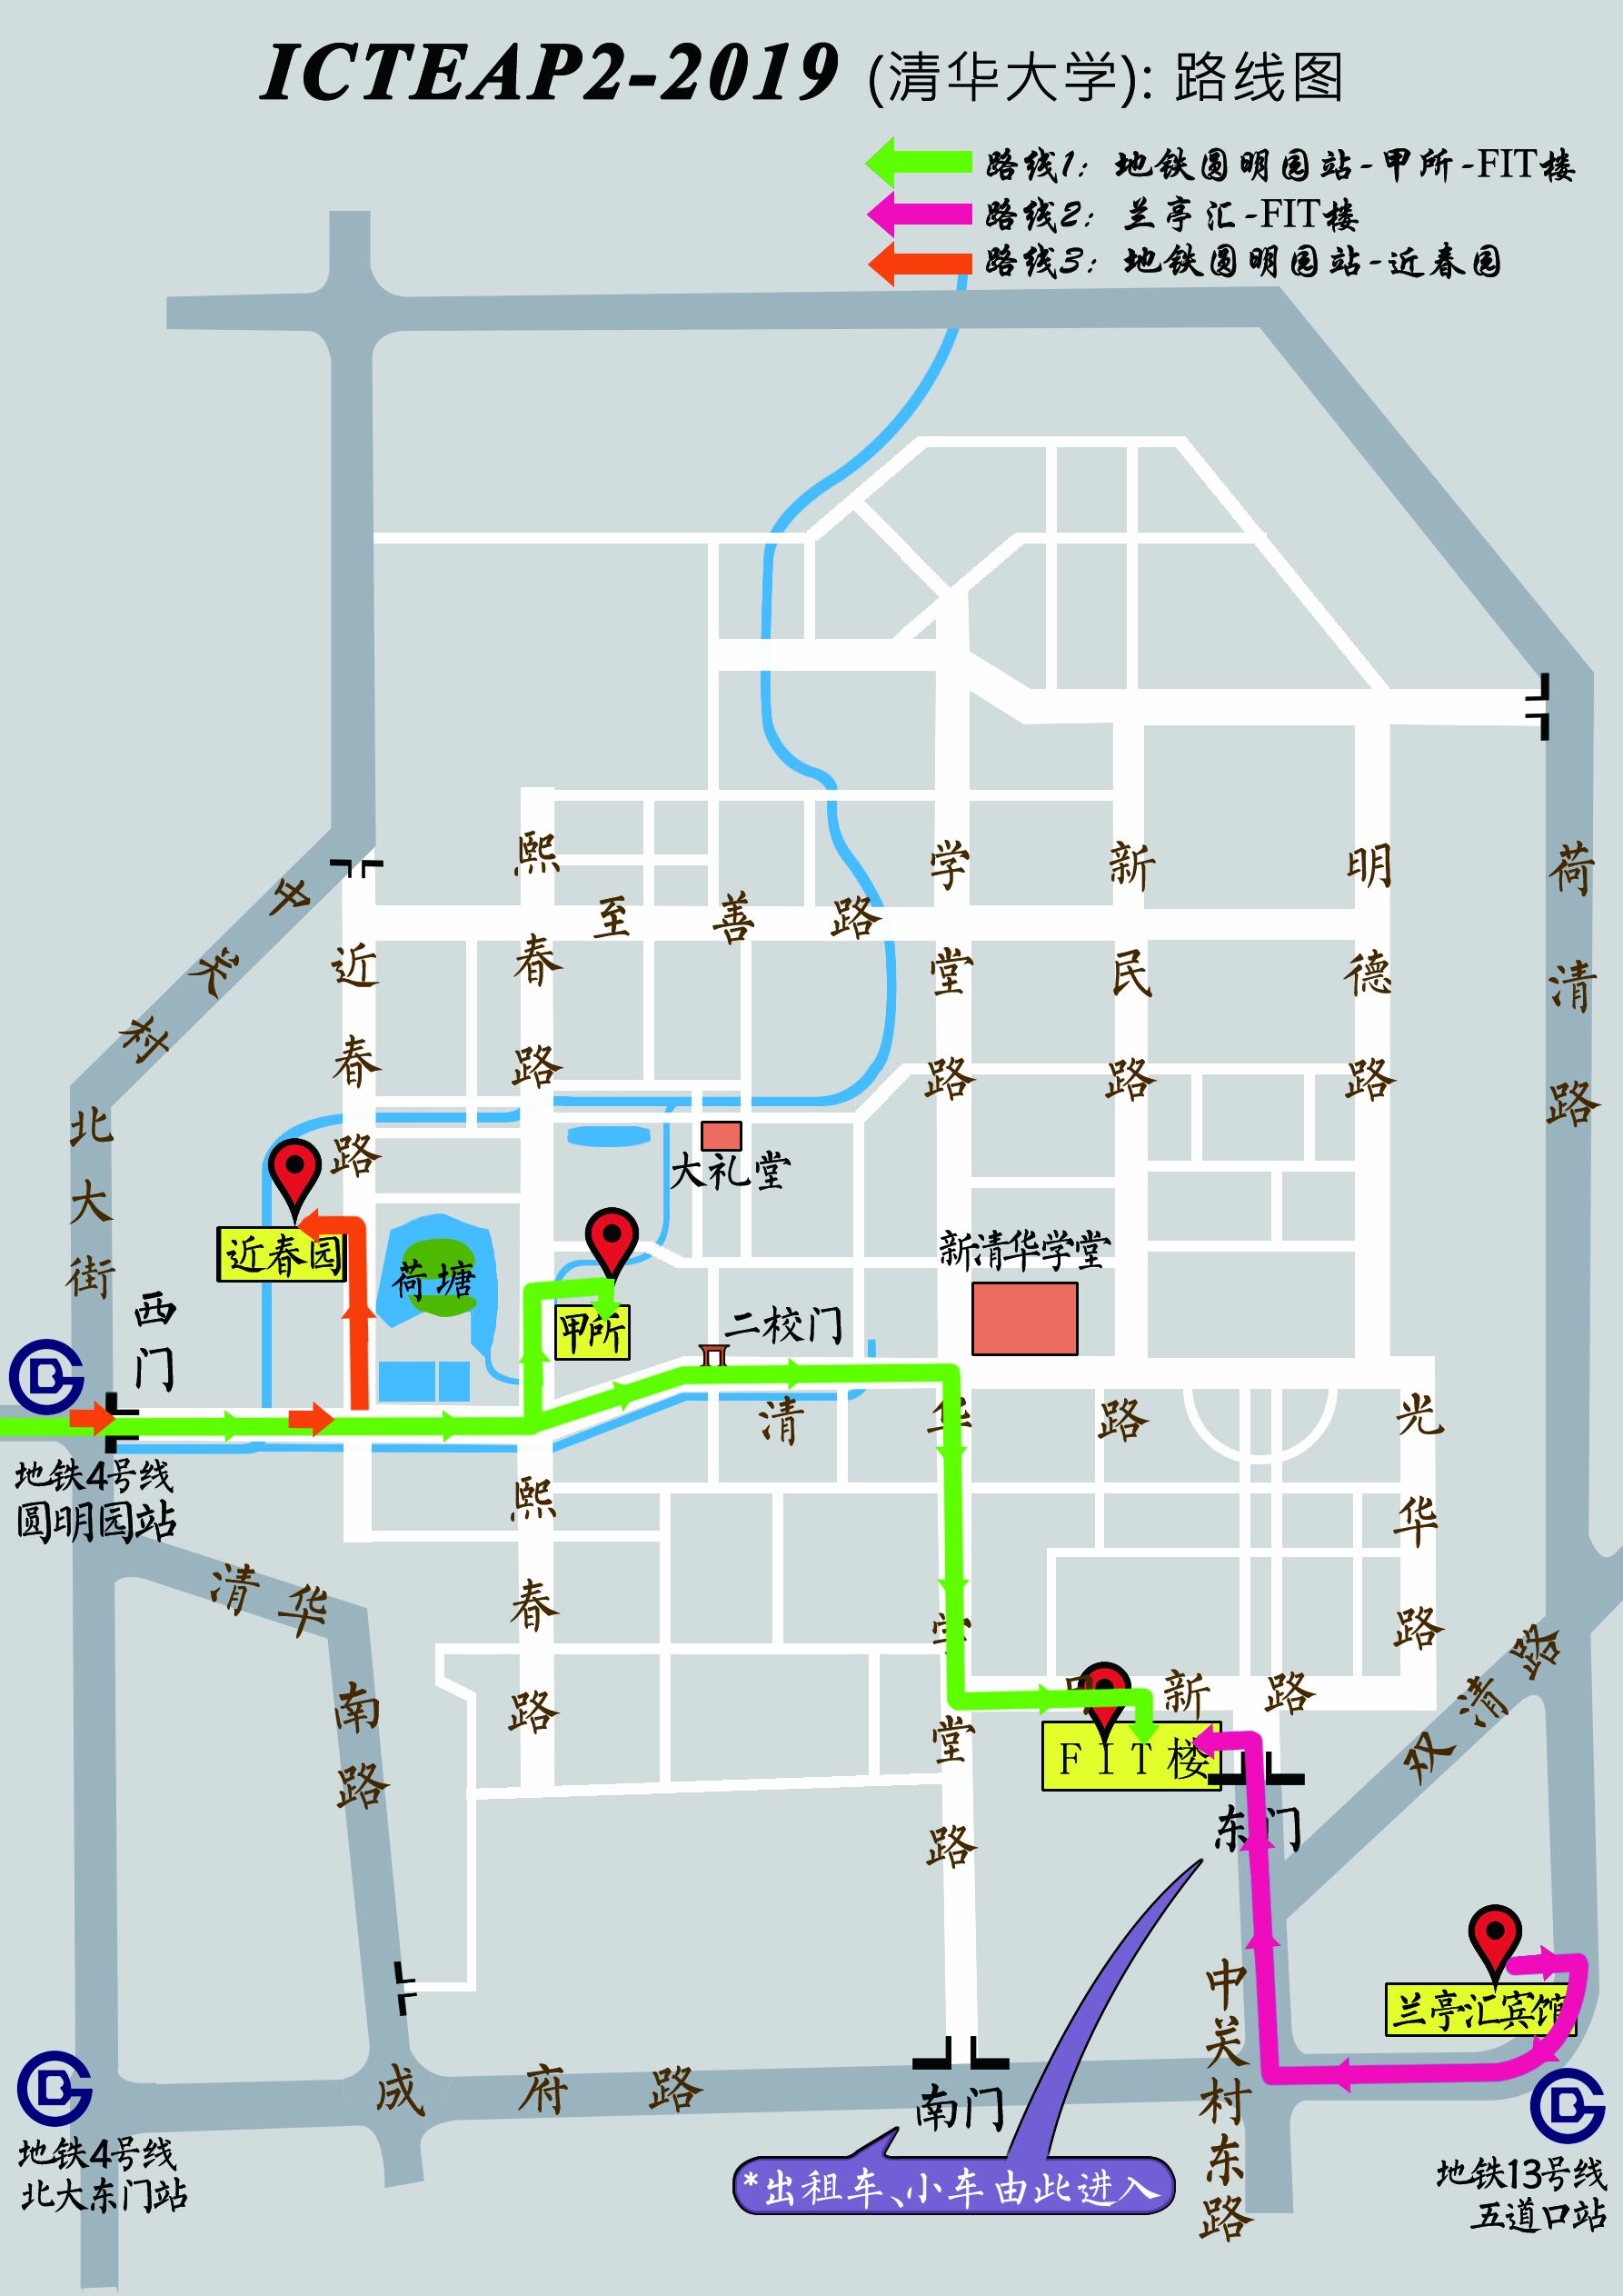 ICTEAP2-2019 (清华大学): 路线图
路线1: 地铁圆明园站-甲所-FIT楼
路线2: 兰亭汇-FIT楼
路线3: 地铁圆明园站-近春园
中关村北大街
近春路
熙春路
至善路
学堂路
新民路
明德路
荷清路
大礼堂
近春园
荷塘
甲所
新清华学堂
二校门
西门
清华路
光华路
地铁4号线
圆明园站
清华南路
熙春路
学堂路
新路
双清路
FIT楼
东门
中关村东路
兰亭汇宾馆
成府路
南门
*出租车、小车由此进入
地铁4号线
北大东门站
地铁13号线
五道口站